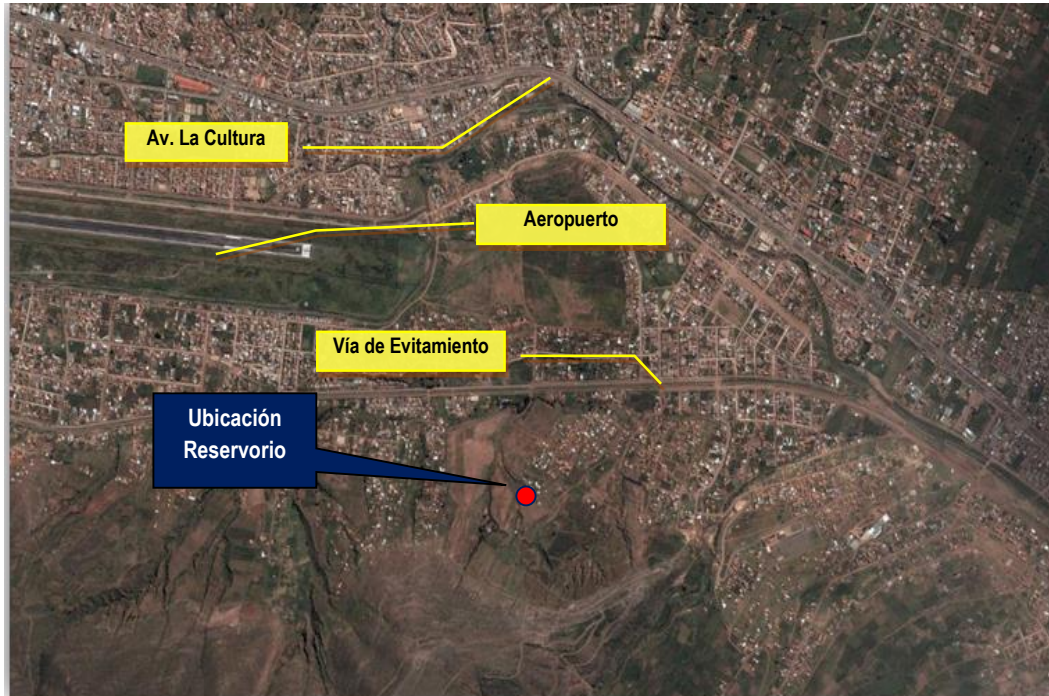 Av. La Cultura
Aeropuerto
Vía de Evitamiento
Ubicación
Reservorio